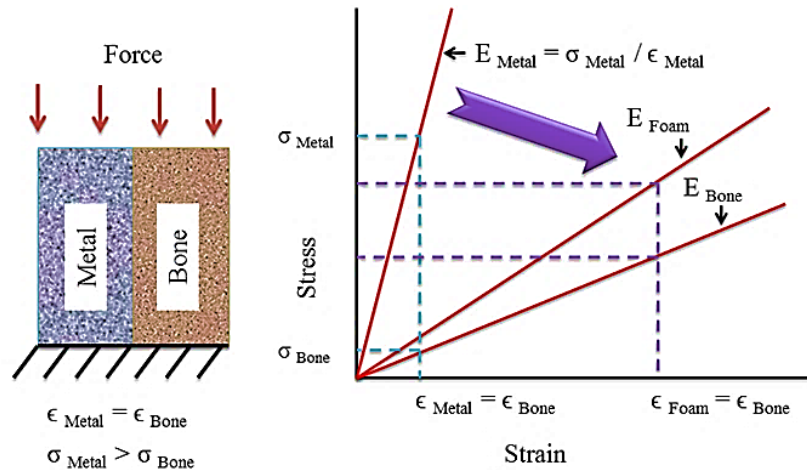 Force
Metal
Bone
ϵ Metal = ϵ Bone
σ Metal > σ Bone
E Metal = σ Metal / ϵ Metal
E Foam
E Bone
σ Metal
Stress
σ Bone
ϵ Metal = ϵ Bone
ϵ Foam = ϵ Bone
Strain